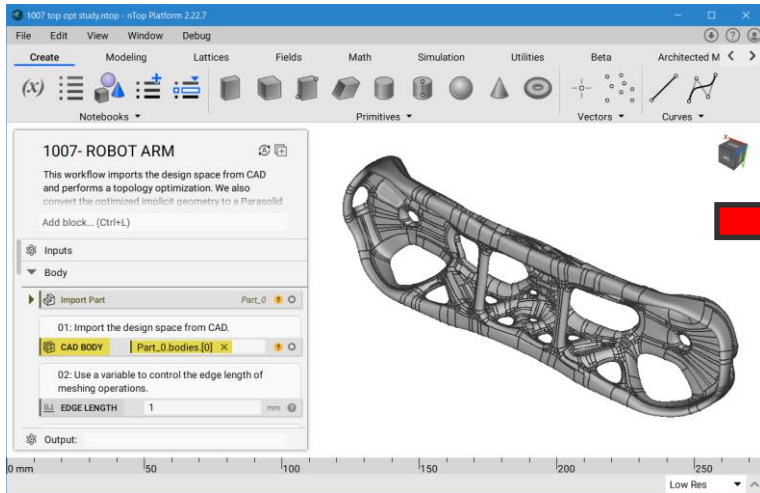 1007 top opt study.ntop - nTop Platform 2.22.7
File Edit View Window Debug
Create Modeling Lattices Fields Math Simulation Utilities Beta Architected M
(x)
Notebooks Primitives Vectors Curves
1007- ROBOT ARM
This workflow imports the design space from CAD
and performs a topology optimization. We also
convert the optimized implicit geometry to a Parasolid
Add block... (Ctrl+L)
Inputs
Body
Import Part Part_0 ?
01: Import the design space from CAD.
CAD BODY Part_0.bodies.[0] × ?
02: Use a variable to control the edge length of
meshing operations.
0.1 EDGE LENGTH 1 mm ?
Output:
0 mm 50 100 150 200 250
Low Res